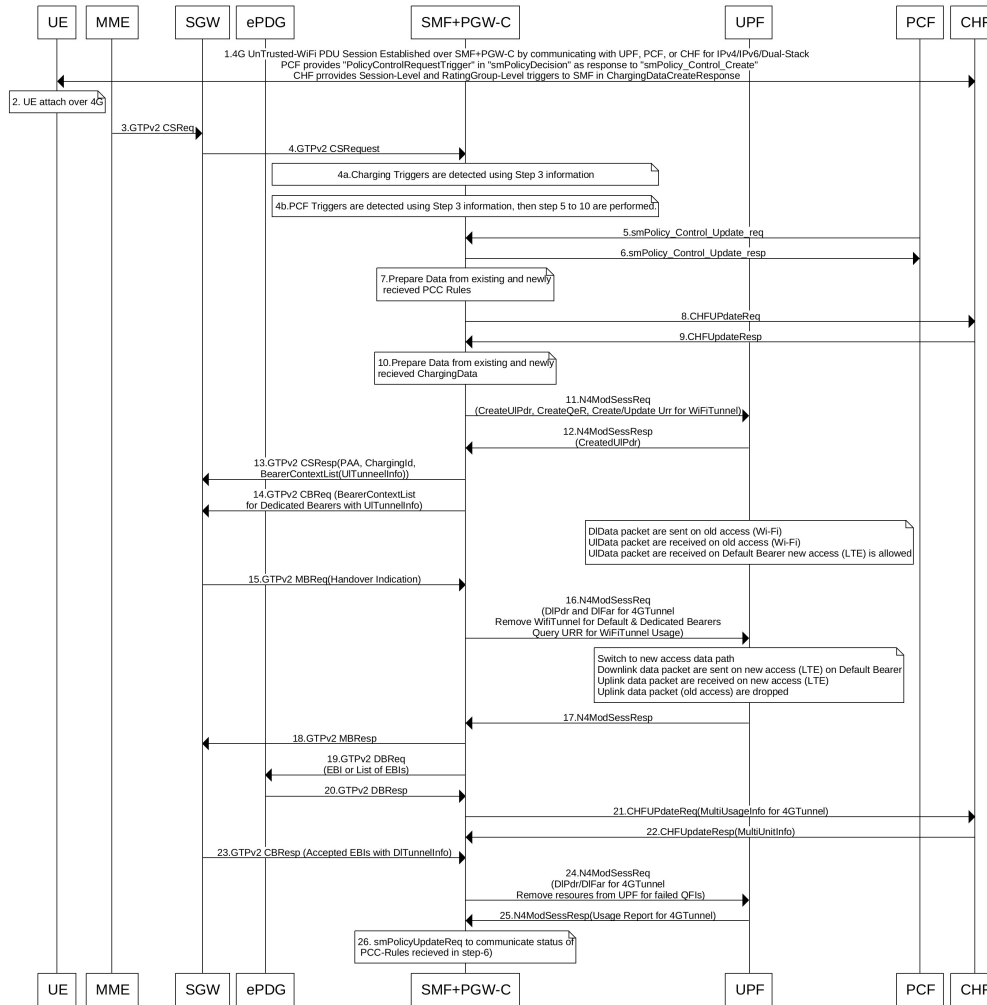 UE MME SGW ePDG SMF+PGW-C UPF PCF CHF
1.4G UnTrusted-WiFi PDU Session Established over SMF+PGW-C by communicating with UPF, PCF, or CHF for IPv4/IPv6/Dual-Stack
PCF provides "PolicyControlRequestTrigger" in "smPolicyDecision" as response to "smPolicy_Control_Create"
CHF prrovides Session-Level and RatingGroup-Level triggers to SMF in ChargingDataCreateResponse
2. UE attach over 4G
3.GTPv2 CSReq
4.GTPv2 CSRequest
4a.Charging Triggers are detected using Step 3 information
4b.PCF Triggers are detected using Step 3 information, then step 5 to 10 are performed.
5.smPolicy_Control_Update_req
6.smPolicy_Control_Update_resp
7.Prepare Data from existing and newly
recieved PCC Rules
8.CHFUPdateReq
9.CHFUpdateResp
10.Prepare Data from existing and newly
recieved ChargingData
11.N4ModSessReq
(CreateUlPdr, CreateQeR, Create/Update Urr for WiFiTunnel)
12.N4ModSessResp
(CreatedUlPdr)
13.GTPv2 CSResp(PAA, ChargingId,
BearerContextList(UlTunneelInfo))
14.GTPv2 CBReq (BearerContextList
for Dedicated Bearers with UlTunnelInfo)
DlData packet are sent on old access (Wi-Fi)
UlData packet are received on old access (Wi-Fi)
UlData packet are received on Default Bearer new access (LTE) is allowed
15.GTPv2 MBReq(Handover Indication)
16.N4ModSessReq
(DlPdr and DlFar for 4GTunnel
Remove WifiTunnel for Default & Dedicated Bearers
Query URR for WiFiTunnel Usage)
Switch to new access data path
Downlink data packet are sent on new access (LTE) on Default Bearer
Uplink data packet are received on new access (LTE)
Uplink data packet (old access) are dropped
17.N4ModSessResp
18.GTPv2 MBResp
19.GTPv2 DBReq
(EBI or List of EBIs)
20.GTPv2 DBResp
21.CHFUPdateReq(MultiUsageInfo for 4GTunnel)
22.CHFUpdateResp(MultiUnitInfo)
23.GTPv2 CBResp (Accepted EBIs with DlTunnelInfo)
24.N4ModSessReq
(DlPdr/DlFar for 4GTunnel
Remove resoures from UPF for failed QFIs)
25.N4ModSessResp(Usage Report for 4GTunnel)
26. smPolicyUpdateReq to communicate status of
PCC-Rules recieved in step-6)
UE MME SGW ePDG SMF+PGW-C UPF PCF CHF